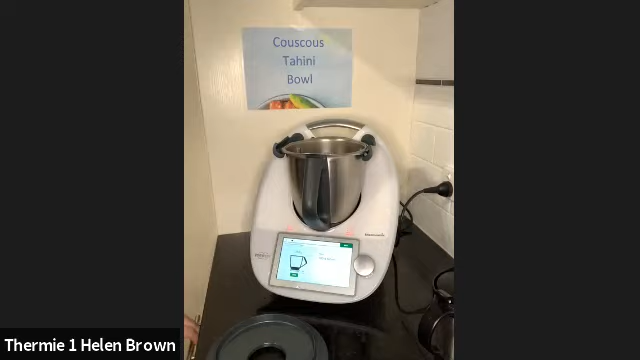 Couscous
Tahini
Bowl
Thermie 1 Helen Brown